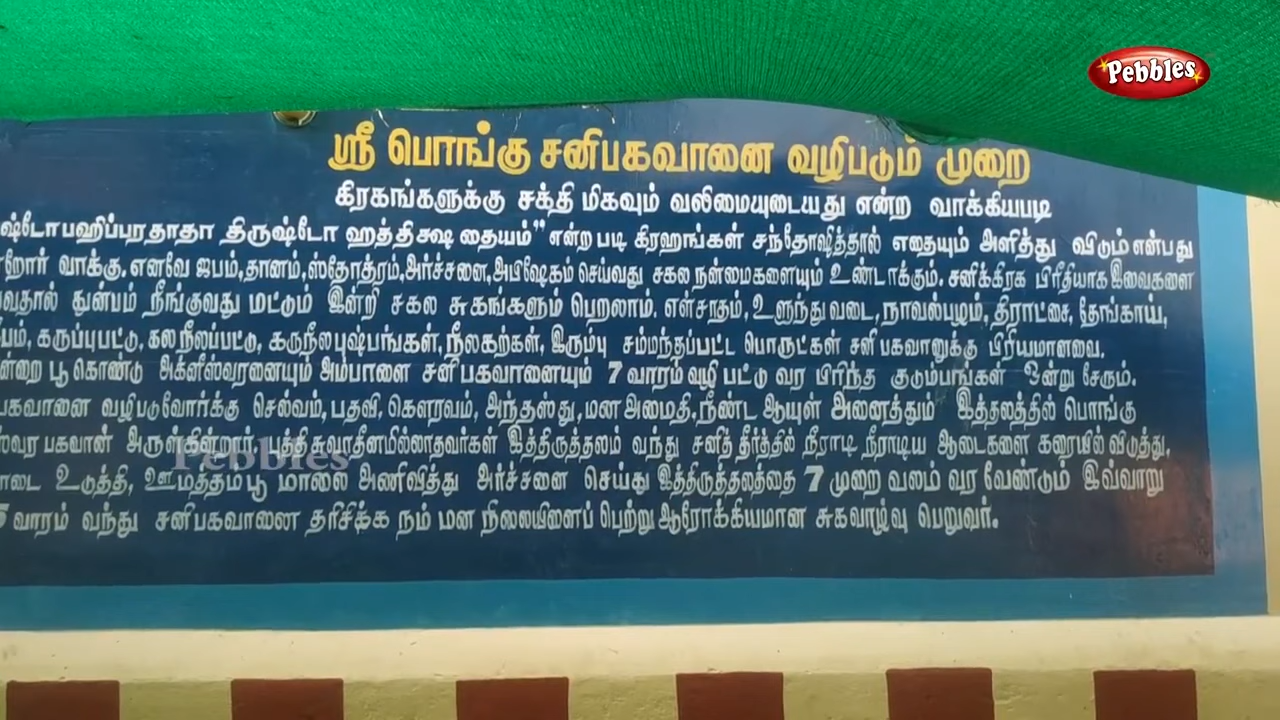 Pebbles
ஸ்ரீ பொங்கு சனிபகவானை வழிபடும் முறை
கிரகங்களுக்கு சக்தி மிகவும் வலிமையுடையது என்ற வாக்கியபடி
ஷ்டோபஹிப்பரதாதா திருஷ்டோ ஹத்திக்ஷ தையம்" என்ற படி கிரஹங்கள் சந்தோஷித்தால் எதையும் அளித்து விடும் என்பது
றோர் வாக்கு. எனவே ஜபம்,தானம்,ஸ்தோத்ரம்,அர்ச்சனை,அபிஷேகம் செய்வது சகல நன்மைகளையும் உண்டாக்கும். சனிக்கிரக பிரீதியாக இவைகளை
வதால் துன்பம் நீங்குவது மட்டும் இன்றி சகல சுகங்களும் பெறலாம். எள்சாதம், உளுந்து வடை, நாவல்பழம், திராட்சை, தேங்காய்,
பம், கருப்புபட்டு, கலநீலப்பட்டு, கருநீலபுஷ்பங்கள், நீலகற்கள், இரும்பு சம்மந்தப்பட்ட பொருட்கள் சனி பகவானுக்கு பிரியமானவை.
ன்றை பூ கொண்டு அக்னீஸ்வரனையும் அம்பாளை சனி பகவானையும் 7 வாரம் வழி பட்டு வர பிரிந்த குடும்பங்கள் ஒன்று சேரும்.
பகவானை வழிபடுவோர்க்கு செல்வம், பதவி, கௌரவம், அந்தஸ்து, மன அமைதி, நீண்ட ஆயுள் அனைத்தும் இத்தலத்தில் பொங்கு
ஸ்வர பகவான் அருள்கின்றார். புத்தி சுவாதீனமில்லாதவர்கள் இத்திருத்தலம் வந்து சனித் தீர்த்தில் நீராடி, நீராடிய ஆடைகளை கரையில் விடுத்து,
ாடை உடுத்தி, ஊமத்தம்பூ மாலை அணிவித்து அர்ச்சனை செய்து இத்திருத்தலத்தை 7 முறை வலம் வர வேண்டும் இவ்வாறு
5 வாரம் வந்து சனிபகவானை தரிசிக்க நம் மன நிலையினைப் பெற்று ஆரோக்கியமான சுகவாழ்வு பெறுவர்.
Pebbles